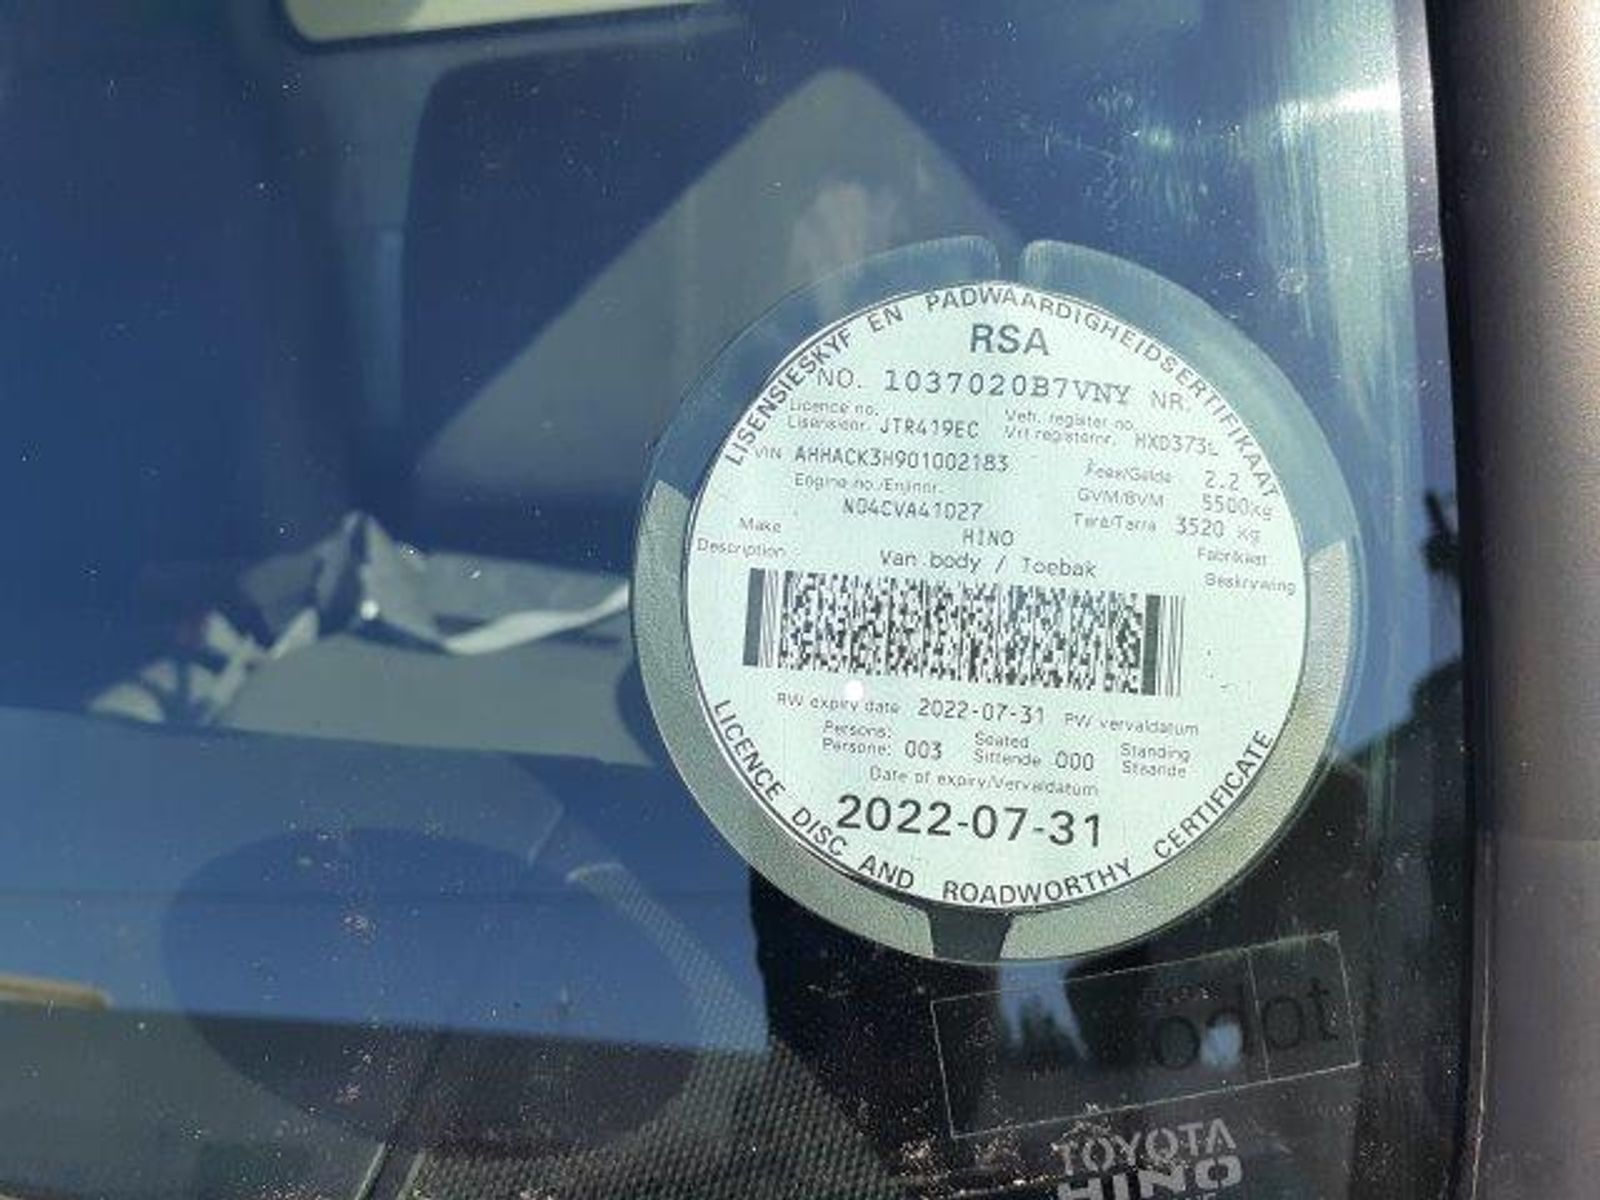 LISENSIESKYF EN PADWAARDIGHEIDSERTIFIKAAT
RSA
NO. 1037020B7VNY NR.
Licence no. Veh. register no.
Lisensienr. JTR419EC Vrt registernr. HXD373L
VIN AHHACK3H901002183 Fees/Gelde 2.2
Engine no./Enjinnr. GVM/BVM 5500kg
N04CVA41027 Tare/Tarra 3520 kg
Make HINO Fabrikaat
Description Van body / Toebak Beskrywing
RW expiry date 2022-07-31 PW vervaldatum
Persons: Seated Standing
Persone: 003 Sittende 000 Staande
Date of expiry/Vervaldatum
2022-07-31
LICENCE DISC AND ROADWORTHY CERTIFICATE
TOYOTA
HINO